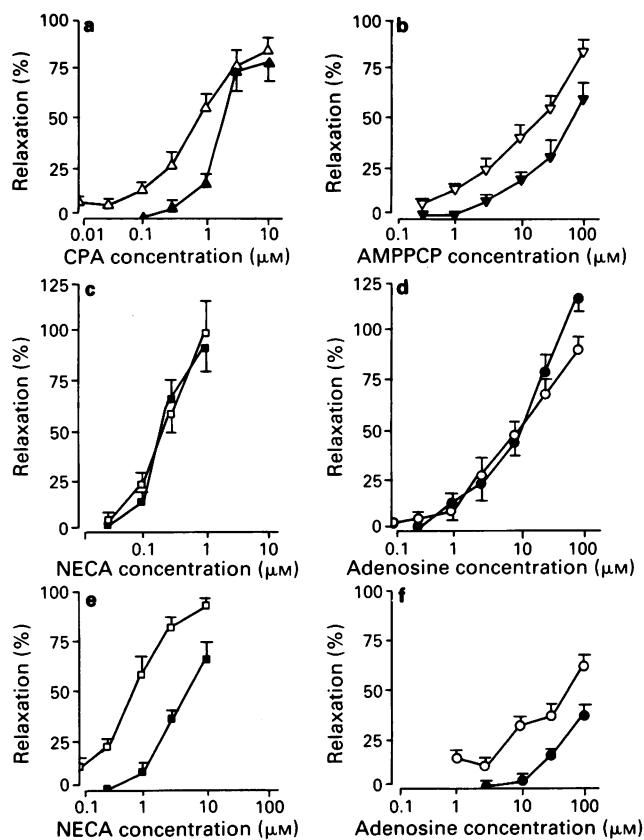 a
100
75
50
25
0
Relaxation (%)
0.01 0.1 1 10
CPA concentration (μM)
b
100
75
50
25
0
Relaxation (%)
0.1 1 10 100
AMPPCP concentration (μM)
c
125
100
75
50
25
0
Relaxation (%)
0.1 1 10
NECA concentration (μM)
d
125
100
75
50
25
0
Relaxation (%)
0.1 1 10 100
Adenosine concentration (μM)
e
100
75
50
25
0
Relaxation (%)
0.1 1 10 100
NECA concentration (μM)
f
100
75
50
25
0
Relaxation (%)
0.1 1 10 100
Adenosine concentration (μM)